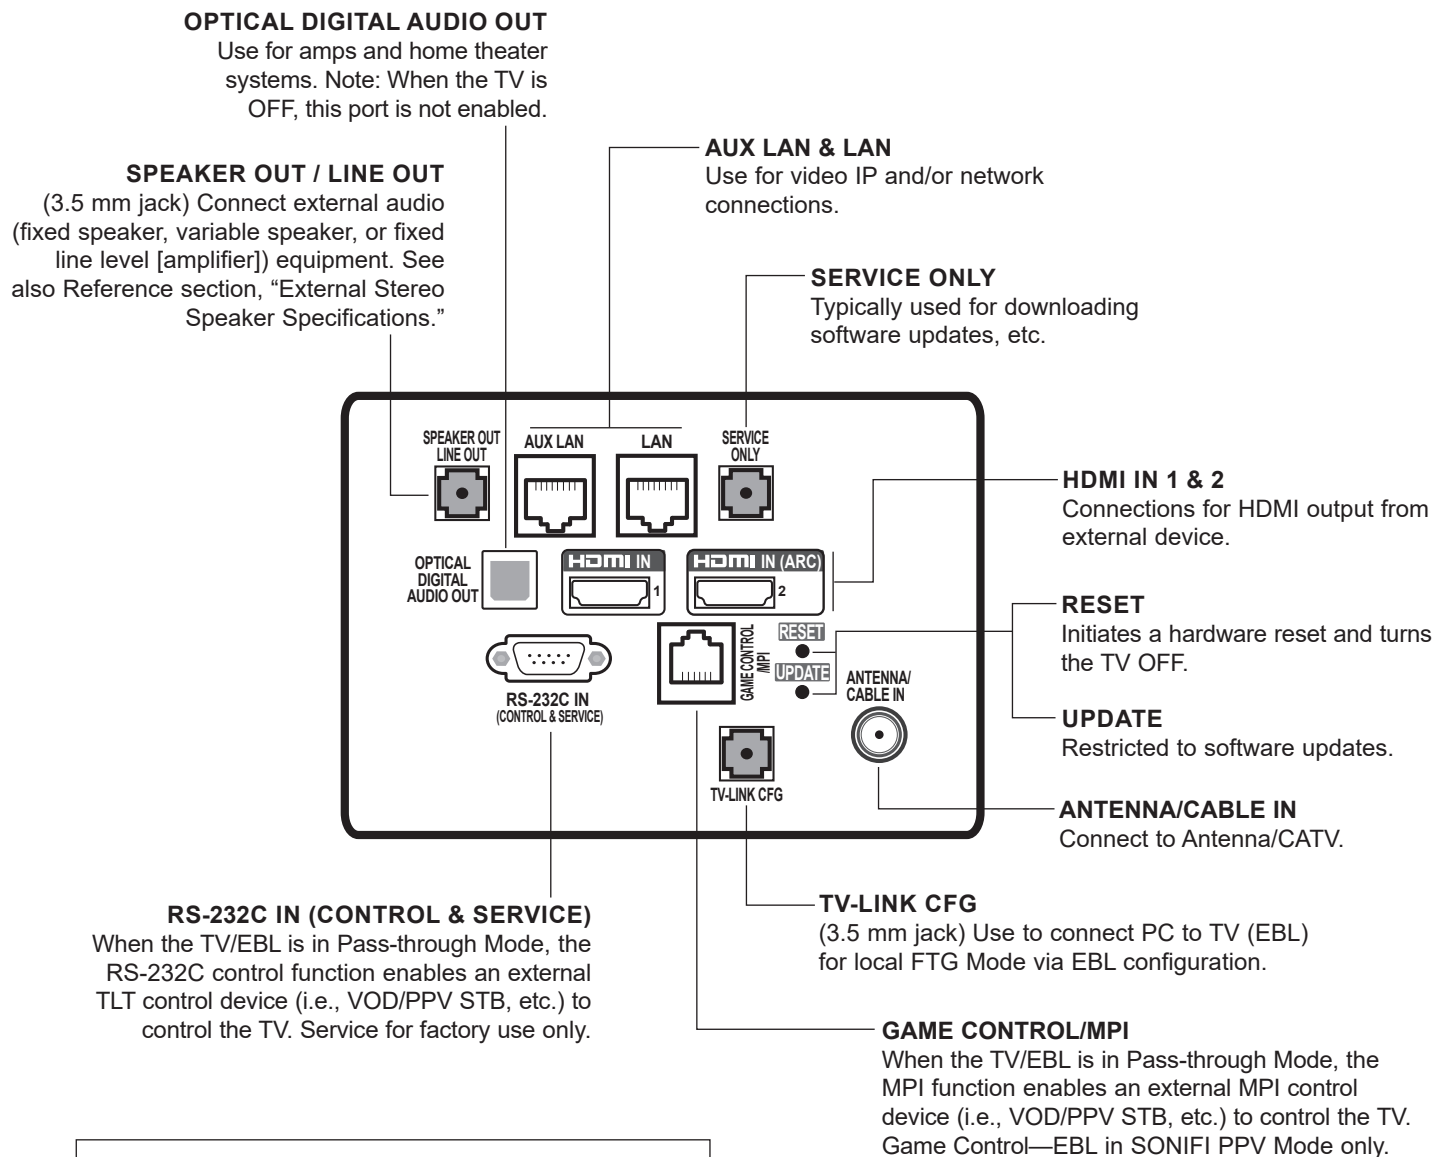 OPTICAL DIGITAL AUDIO OUT
Use for amps and home theater
systems. Note: When the TV is
OFF, this port is not enabled.
AUX LAN & LAN
Use for video IP and/or network
connections.
SPEAKER OUT / LINE OUT
(3.5 mm jack) Connect external audio
(fixed speaker, variable speaker, or fixed
line level [amplifier]) equipment. See
also Reference section, “External Stereo
Speaker Specifications.”
SERVICE ONLY
Typically used for downloading
software updates, etc.
SPEAKER OUT
LINE OUT
AUX LAN
LAN
SERVICE
ONLY
HDMI IN 1 & 2
Connections for HDMI output from
external device.
OPTICAL
DIGITAL
AUDIO OUT
HDMI IN
1
HDMI IN (ARC)
2
RESET
Initiates a hardware reset and turns
the TV OFF.
GAME CONTROL
/MPI
RESET
UPDATE
ANTENNA/
CABLE IN
RS-232C IN
(CONTROL & SERVICE)
UPDATE
Restricted to software updates.
TV-LINK CFG
ANTENNA/CABLE IN
Connect to Antenna/CATV.
RS-232C IN (CONTROL & SERVICE)
When the TV/EBL is in Pass-through Mode, the
RS-232C control function enables an external
TLT control device (i.e., VOD/PPV STB, etc.) to
control the TV. Service for factory use only.
TV-LINK CFG
(3.5 mm jack) Use to connect PC to TV (EBL)
for local FTG Mode via EBL configuration.
GAME CONTROL/MPI
When the TV/EBL is in Pass-through Mode, the
MPI function enables an external MPI control
device (i.e., VOD/PPV STB, etc.) to control the TV.
Game Control—EBL in SONIFI PPV Mode only.